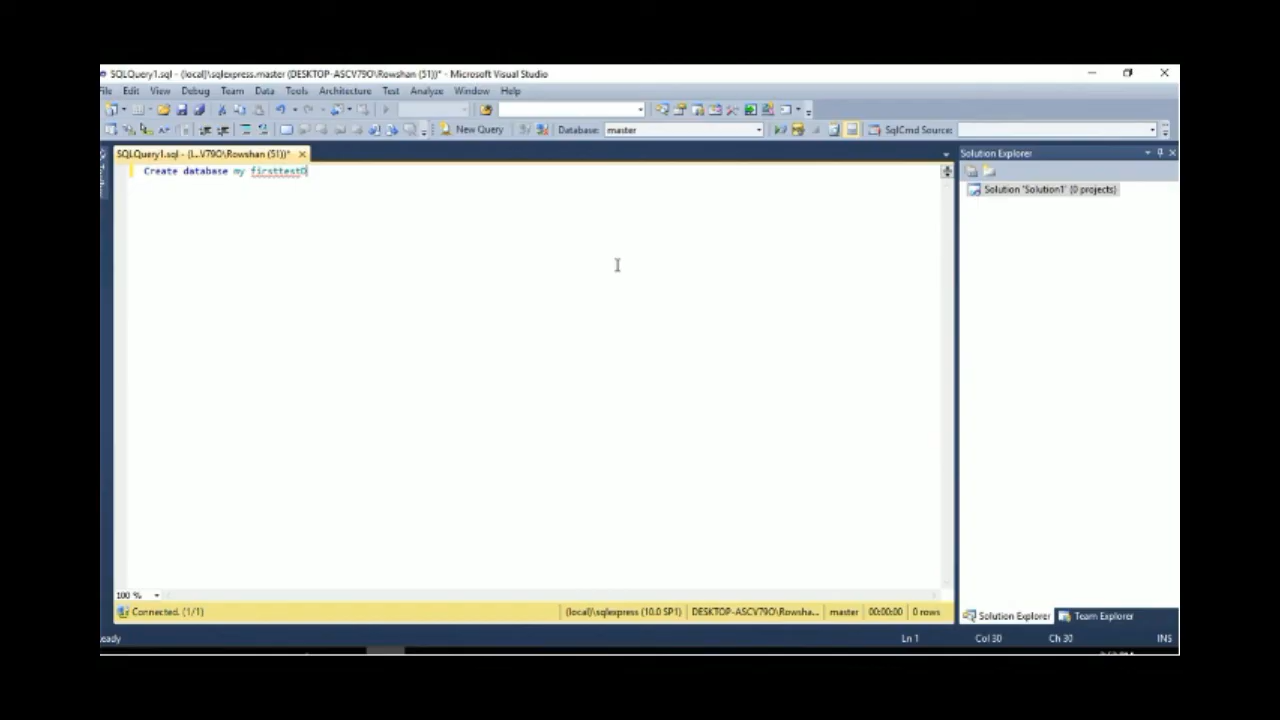 SQLQuery1.sql - (local)\sqlexpress.master (DESKTOP-ASCV79O\Rowshan (51))* - Microsoft Visual Studio
File Edit View Debug Team Data Tools Architecture Test Analyze Window Help
New Query Database: master SqlCmd Source:
SQLQuery1.sql - (L...V79O\Rowshan (51))*
Solution Explorer
Create database my firsttestD
Solution 'Solution1' (0 projects)
100 %
Connected. (1/1) (local)\sqlexpress (10.0 SP1) DESKTOP-ASCV79O\Rowsha... master 00:00:00 0 rows
Solution Explorer Team Explorer
eady Ln 1 Col 30 Ch 30 INS